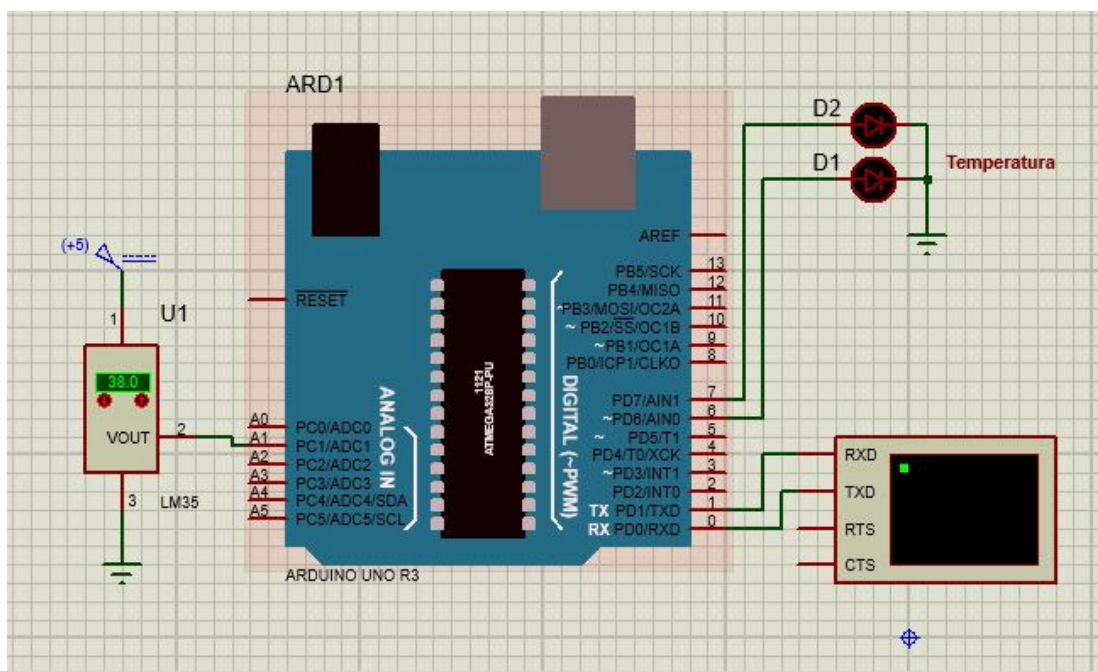 ARD1
D2
D1
Temperatura
(+5)
1
U1
38.0
VOUT
2
3
LM35
RESET
AREF
PB5/SCK 13
PB4/MISO 12
~PB3/MOSI/OC2A 11
~ PB2/SS/OC1B 10
~PB1/OC1A 9
PB0/ICP1/CLKO 8
PD7/AIN1 7
~PD6/AIN0 6
~ PD5/T1 5
PD4/T0/XCK 4
~PD3/INT1 3
PD2/INT0 2
TX PD1/TXD 1
RX PD0/RXD 0
A0 PC0/ADC0
A1 PC1/ADC1
A2 PC2/ADC2
A3 PC3/ADC3
A4 PC4/ADC4/SDA
A5 PC5/ADC5/SCL
ANALOG IN
1121
ATMEGA328P-PU
DIGITAL (~PWM)
ARDUINO UNO R3
RXD
TXD
RTS
CTS